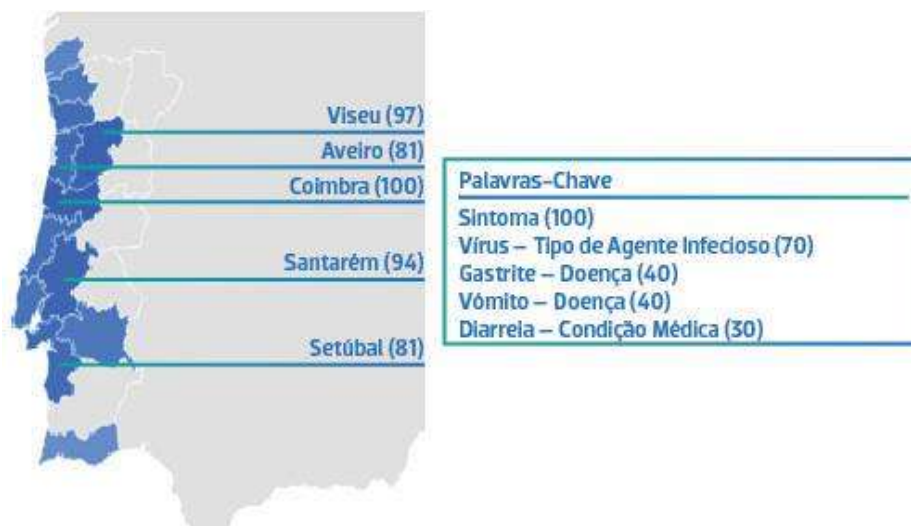 Viseu (97)
Aveiro (81)
Coimbra (100)
Santarém (94)
Setúbal (81)
Palavras-Chave
Sintoma (100)
Vírus – Tipo de Agente Infecioso (70)
Gastrite – Doença (40)
Vómito – Doença (40)
Diarreia – Condição Médica (30)